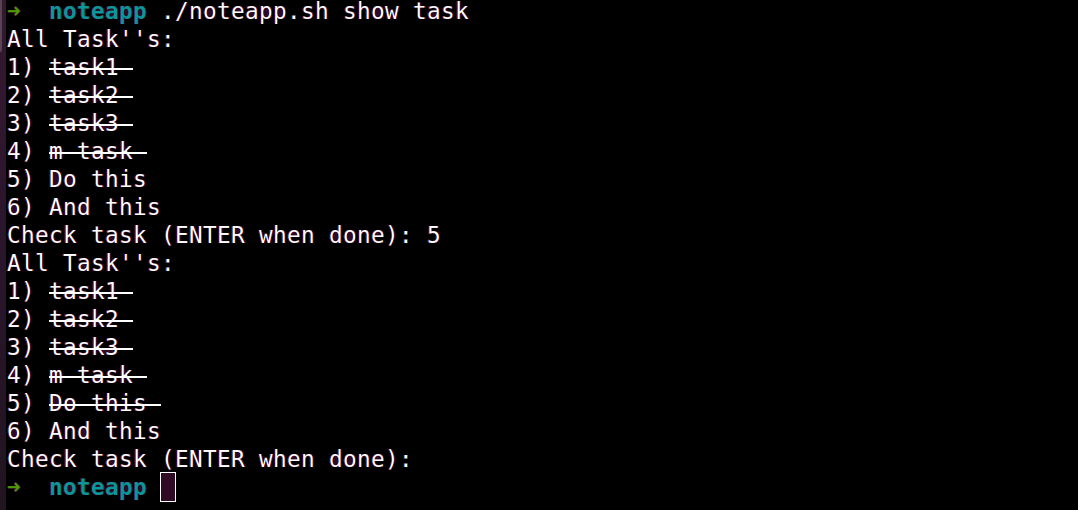 ➜  noteapp ./noteapp.sh show task
All Task''s:
1) task1
2) task2
3) task3
4) m task
5) Do this
6) And this
Check task (ENTER when done): 5
All Task''s:
1) task1
2) task2
3) task3
4) m task
5) Do this
6) And this
Check task (ENTER when done):
➜  noteapp